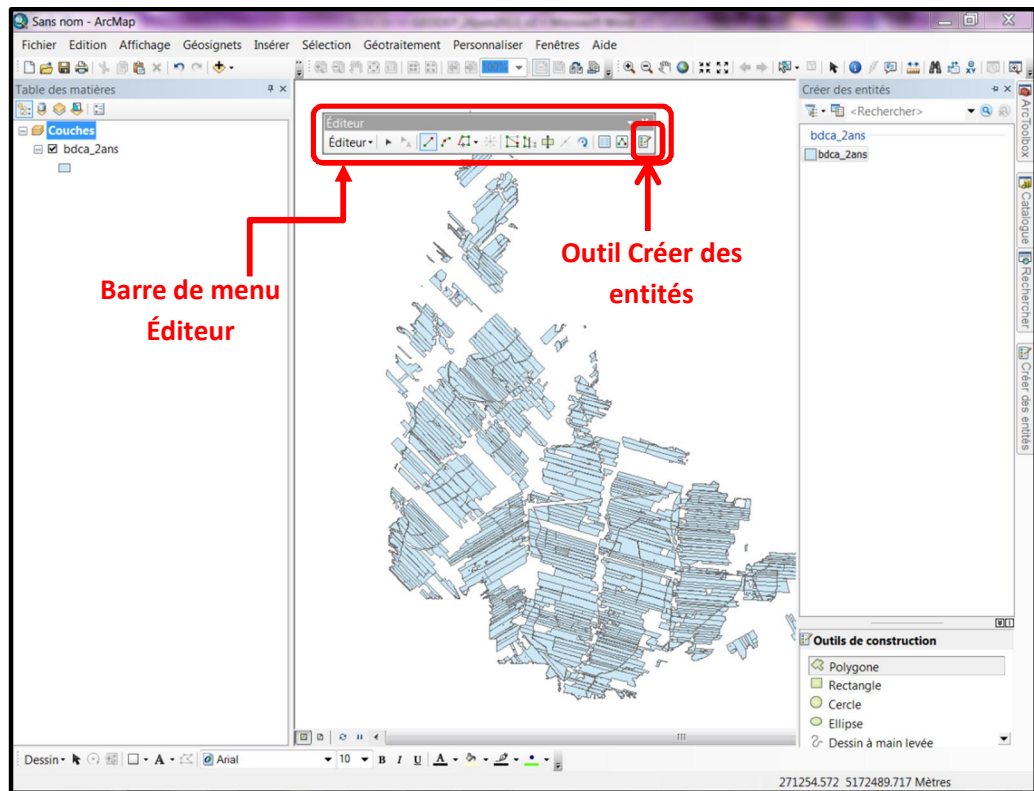 Sans nom - ArcMap
Fichier Edition Affichage Géosignets Insérer Sélection Géotraitement Personnaliser Fenêtres Aide
100%
Table des matières
Créer des entités
Couches
bdca_2ans
Éditeur
Éditeur
<Rechercher>
bdca_2ans
bdca_2ans
ArcToolbox
Catalogue
Rechercher
Créer des entités
Barre de menu
Éditeur
Outil Créer des
entités
Outils de construction
Polygone
Rectangle
Cercle
Ellipse
Dessin à main levée
Dessin A Arial 10 B I U A
271254.572 5172489.717 Mètres